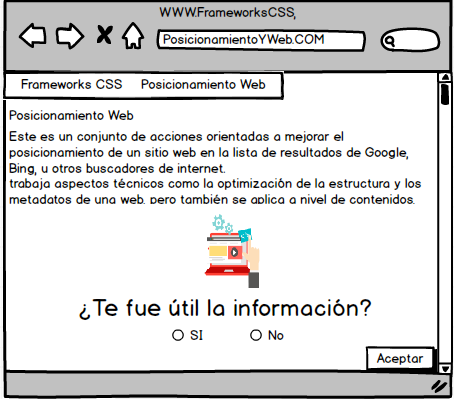 WWW.FrameworksCSS,
PosicionamientoYWeb.COM
Frameworks CSS Posicionamiento Web
Posicionamiento Web
Este es un conjunto de acciones orientadas a mejorar el
posicionamiento de un sitio web en la lista de resultados de Google,
Bing, u otros buscadores de internet.
trabaja aspectos técnicos como la optimización de la estructura y los
metadatos de una web, pero también se aplica a nivel de contenidos.
¿Te fue útil la información?
SI No
Aceptar